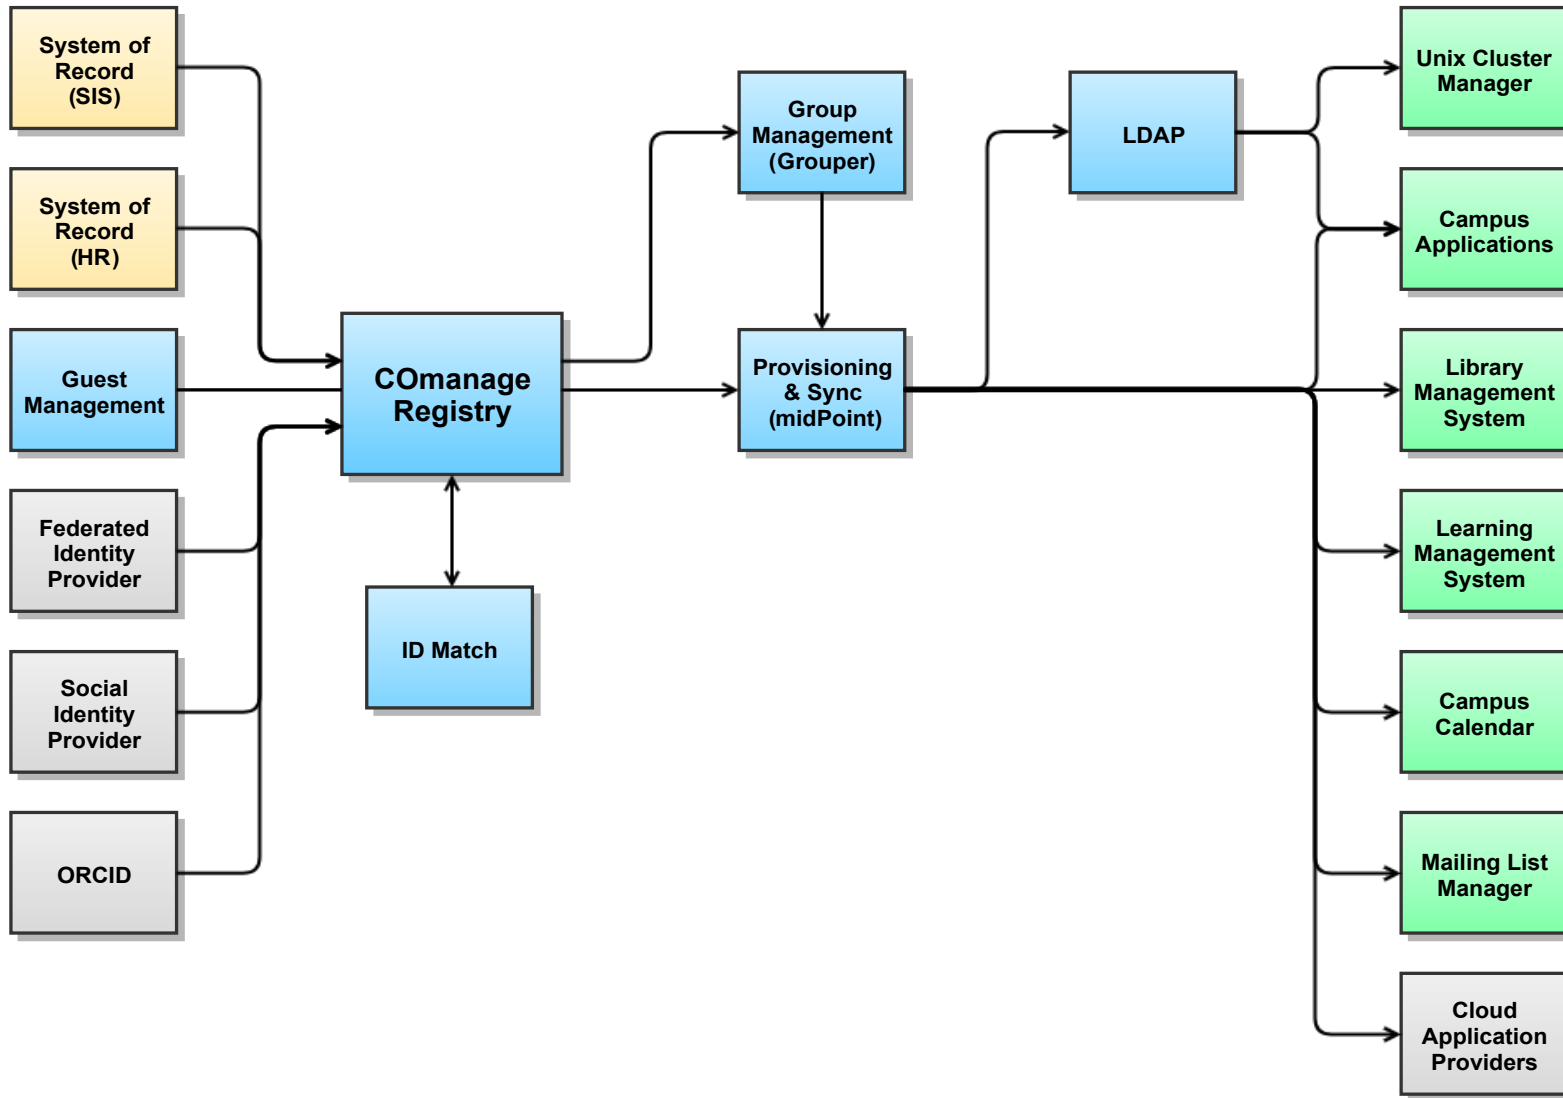 System of
Record
(SIS)
System of
Record
(HR)
Guest
Management
Federated
Identity
Provider
Social
Identity
Provider
ORCID
COmanage
Registry
ID Match
Group
Management
(Grouper)
Provisioning
& Sync
(midPoint)
LDAP
Unix Cluster
Manager
Campus
Applications
Library
Management
System
Learning
Management
System
Campus
Calendar
Mailing List
Manager
Cloud
Application
Providers